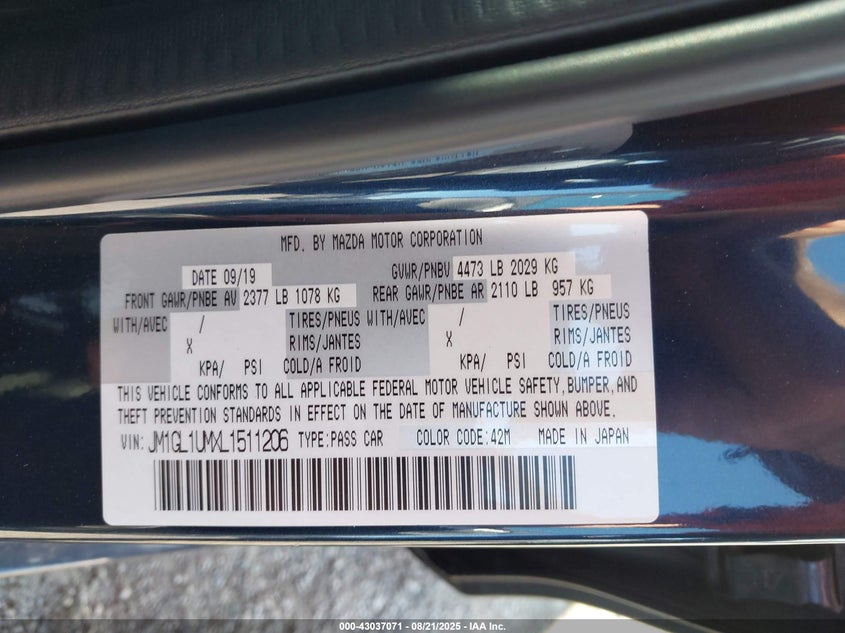 MFD. BY MAZDA MOTOR CORPORATION
DATE 09/19 GVWR/PNBV 4473 LB 2029 KG
FRONT GAWR/PNBE AV 2377 LB 1078 KG REAR GAWR/PNBE AR 2110 LB 957 KG
WITH/AVEC / TIRES/PNEUS WITH/AVEC / TIRES/PNEUS
X RIMS/JANTES X RIMS/JANTES
KPA/ PSI COLD/A FROID KPA/ PSI COLD/A FROID
THIS VEHICLE CONFORMS TO ALL APPLICABLE FEDERAL MOTOR VEHICLE SAFETY, BUMPER, AND
THEFT PREVENTION STANDARDS IN EFFECT ON THE DATE OF MANUFACTURE SHOWN ABOVE.
VIN: JM1GL1UMXL1511206 TYPE:PASS CAR COLOR CODE:42M MADE IN JAPAN
000-43037071 - 08/21/2025 - IAA Inc.